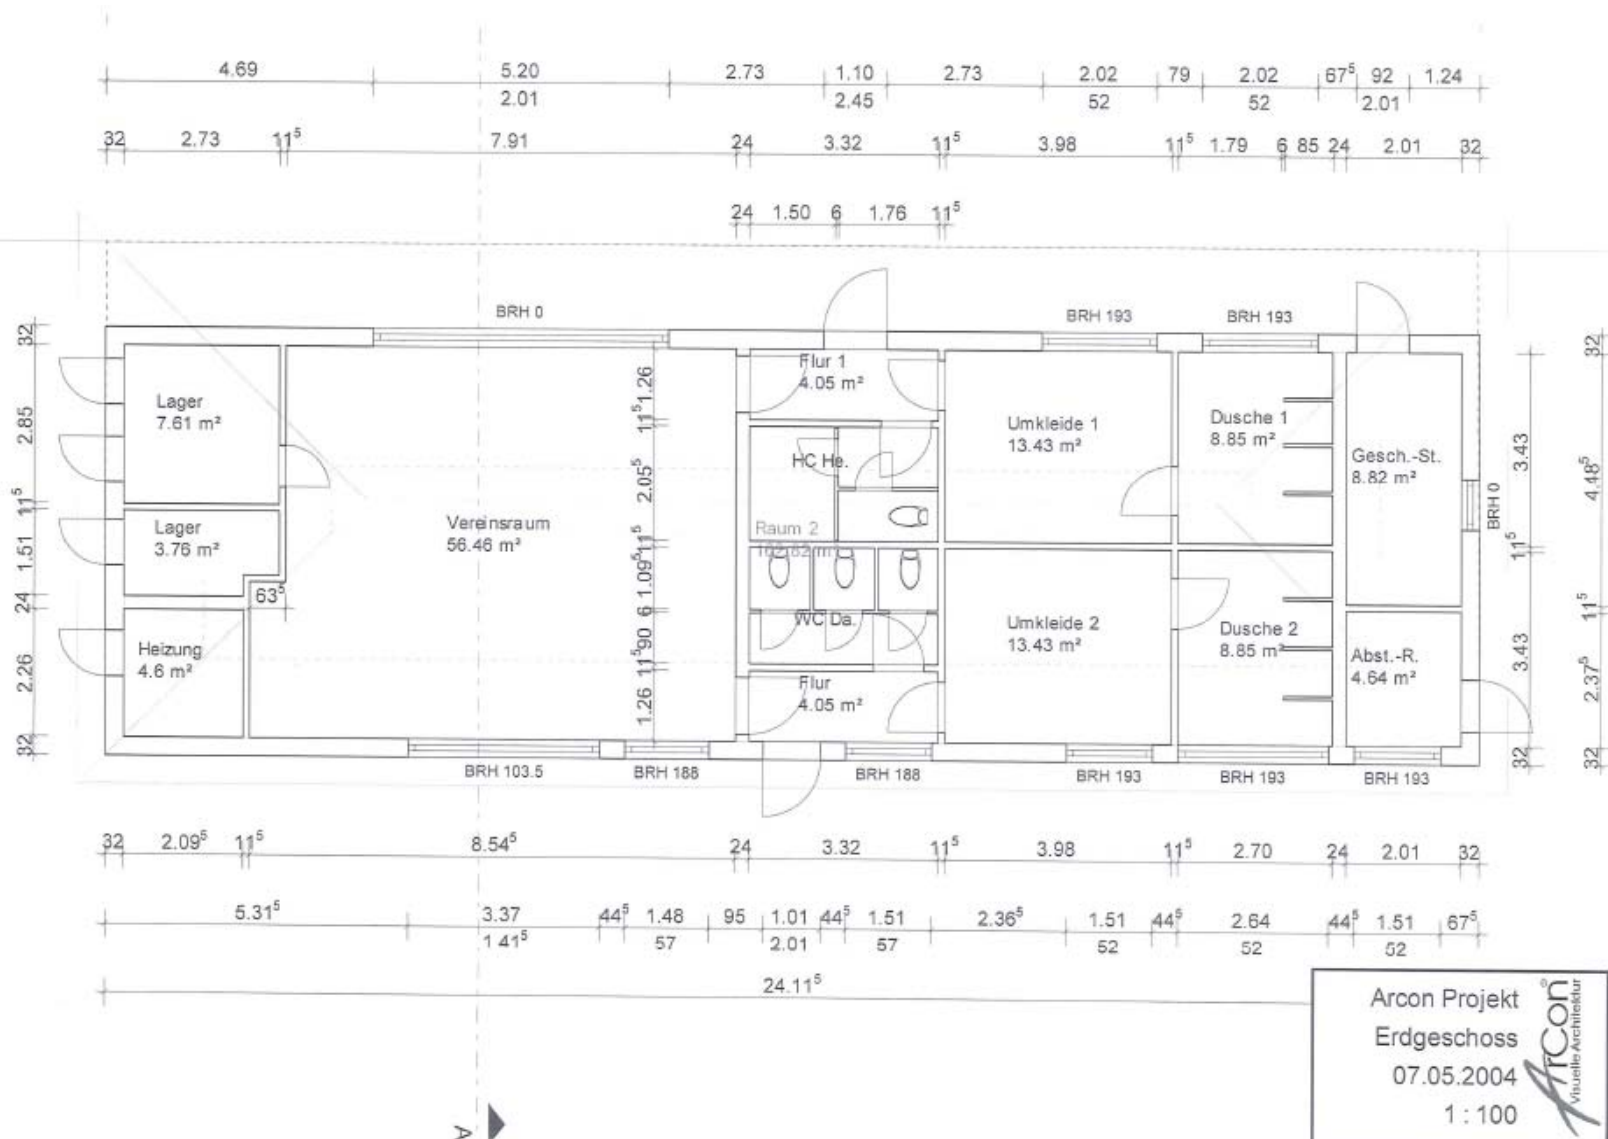 4.69 5.20 2.73 1.10 2.73 2.02 79 2.02 67⁵ 92 1.24
2.01 2.45 52 52 2.01
32 2.73 11⁵ 7.91 24 3.32 11⁵ 3.98 11⁵ 1.79 6 85 24 2.01 32
24 1.50 6 1.76 11⁵
BRH 0 BRH 193 BRH 193
32
2.85
11⁵
1.51
24
2.26
32
Lager
7.61 m²
Lager
3.76 m²
63⁵
Heizung
4.6 m²
Vereinsraum
56.46 m²
1.26
11⁵
2.05⁵
11⁵
1.09⁵
6
90
11⁵
1.26
Flur 1
4.05 m²
HC He.
Raum 2
WC Da.
Flur
4.05 m²
Umkleide 1
13.43 m²
Umkleide 2
13.43 m²
Dusche 1
8.85 m²
Dusche 2
8.85 m²
Gesch.-St.
8.82 m²
Abst.-R.
4.64 m²
BRH 0
3.43
11⁵
3.43
32
32
4.48⁵
11⁵
2.37⁵
32
BRH 103.5 BRH 188 BRH 188 BRH 193 BRH 193 BRH 193
32 2.09⁵ 11⁵ 8.54⁵ 24 3.32 11⁵ 3.98 11⁵ 2.70 24 2.01 32
5.31⁵ 3.37 44⁵ 1.48 95 1.01 44⁵ 1.51 2.36⁵ 1.51 44⁵ 2.64 44⁵ 1.51 67⁵
1 41⁵ 57 2.01 57 52 52 52
24.11⁵
A
Arcon Projekt
Erdgeschoss
07.05.2004
1 : 100
ArCon
Visuelle Architektur